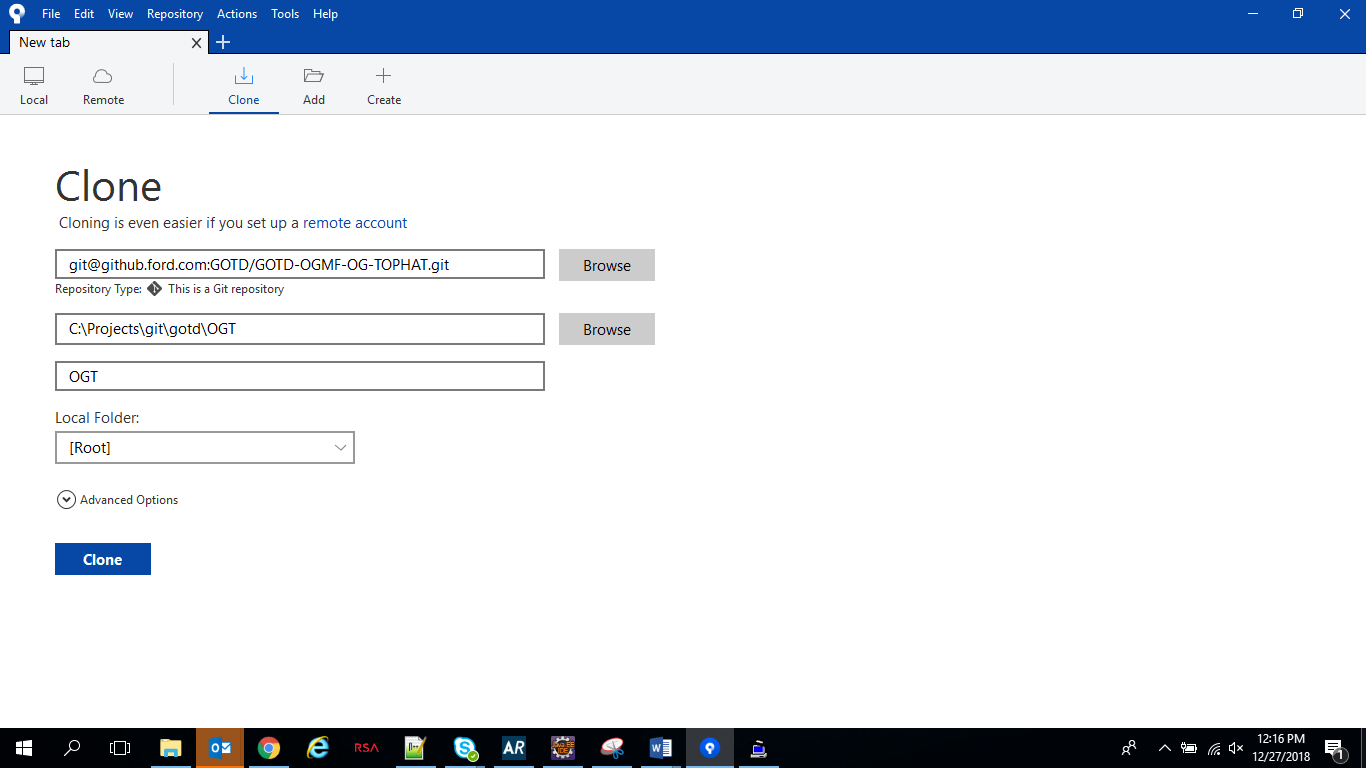 File Edit View Repository Actions Tools Help
New tab
Local Remote Clone Add Create
Clone
Cloning is even easier if you set up a remote account
git@github.ford.com:GOTD/GOTD-OGMF-OG-TOPHAT.git Browse
Repository Type: This is a Git repository
C:\Projects\git\gotd\OGT Browse
OGT
Local Folder:
[Root]
Advanced Options
Clone
RSA AR
12:16 PM
12/27/2018
1